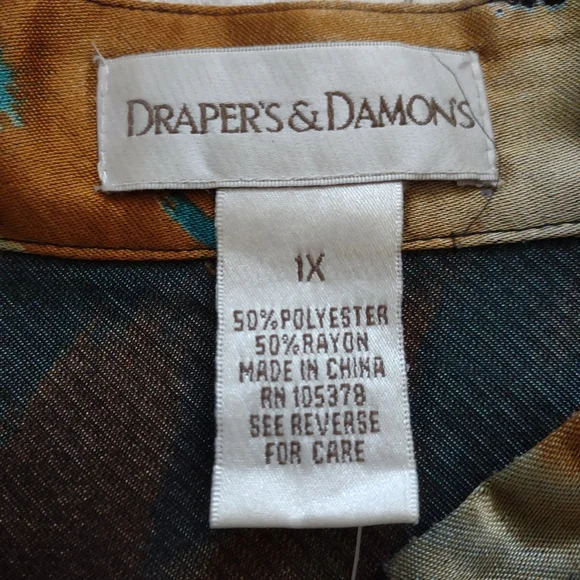 DRAPER'S & DAMON'S
1X
50% POLYESTER
50% RAYON
MADE IN CHINA
RN 105378
SEE REVERSE
FOR CARE